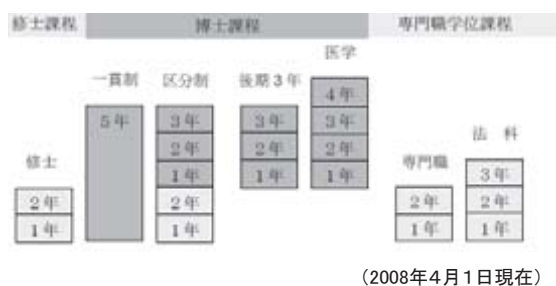 修士課程 博士課程 専門職学位課程
修士
2年
1年
一貫制
5年
区分制
3年
2年
1年
2年
1年
後期3年
3年
2年
1年
医学
4年
3年
2年
1年
専門職
2年
1年
法科
3年
2年
1年
（2008年4月1日現在）